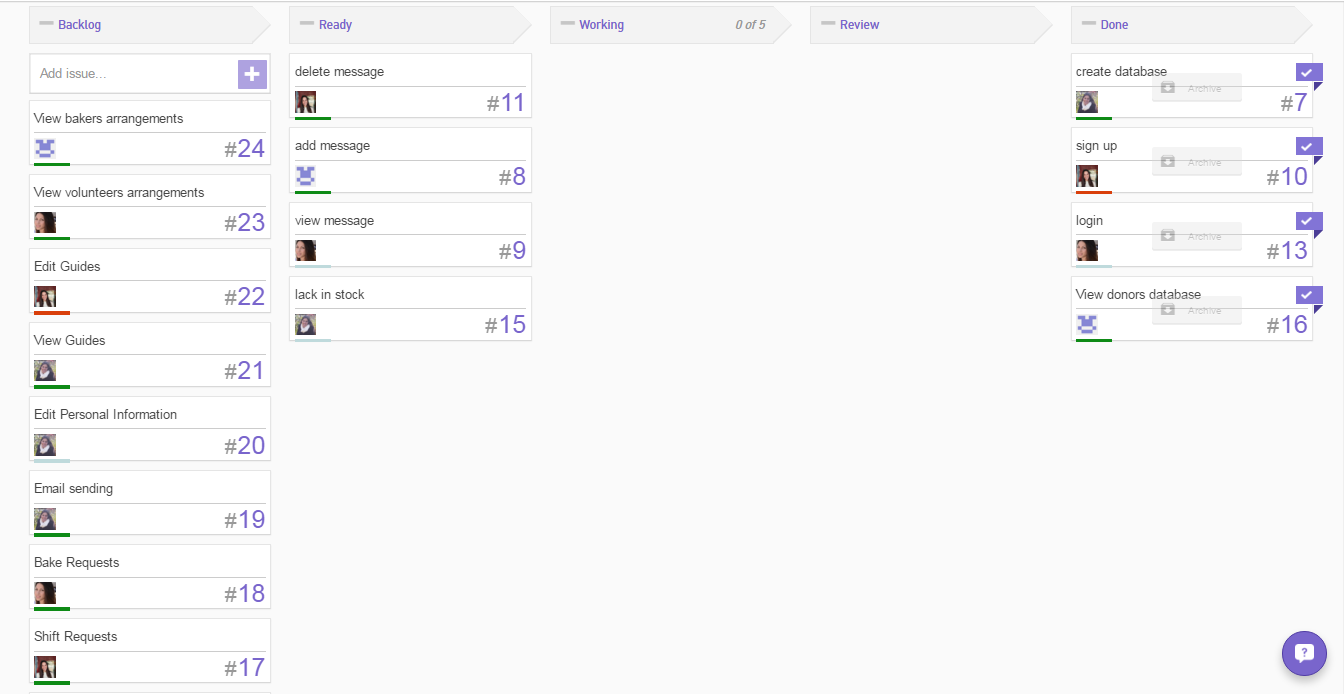 Backlog
Add issue...
View bakers arrangements
#24
View volunteers arrangements
#23
Edit Guides
#22
View Guides
#21
Edit Personal Information
#20
Email sending
#19
Bake Requests
#18
Shift Requests
#17
Ready
delete message
#11
add message
#8
view message
#9
lack in stock
#15
Working 0 of 5
Review
Done
create database
Archive
#7
sign up
Archive
#10
login
Archive
#13
View donors database
Archive
#16
?